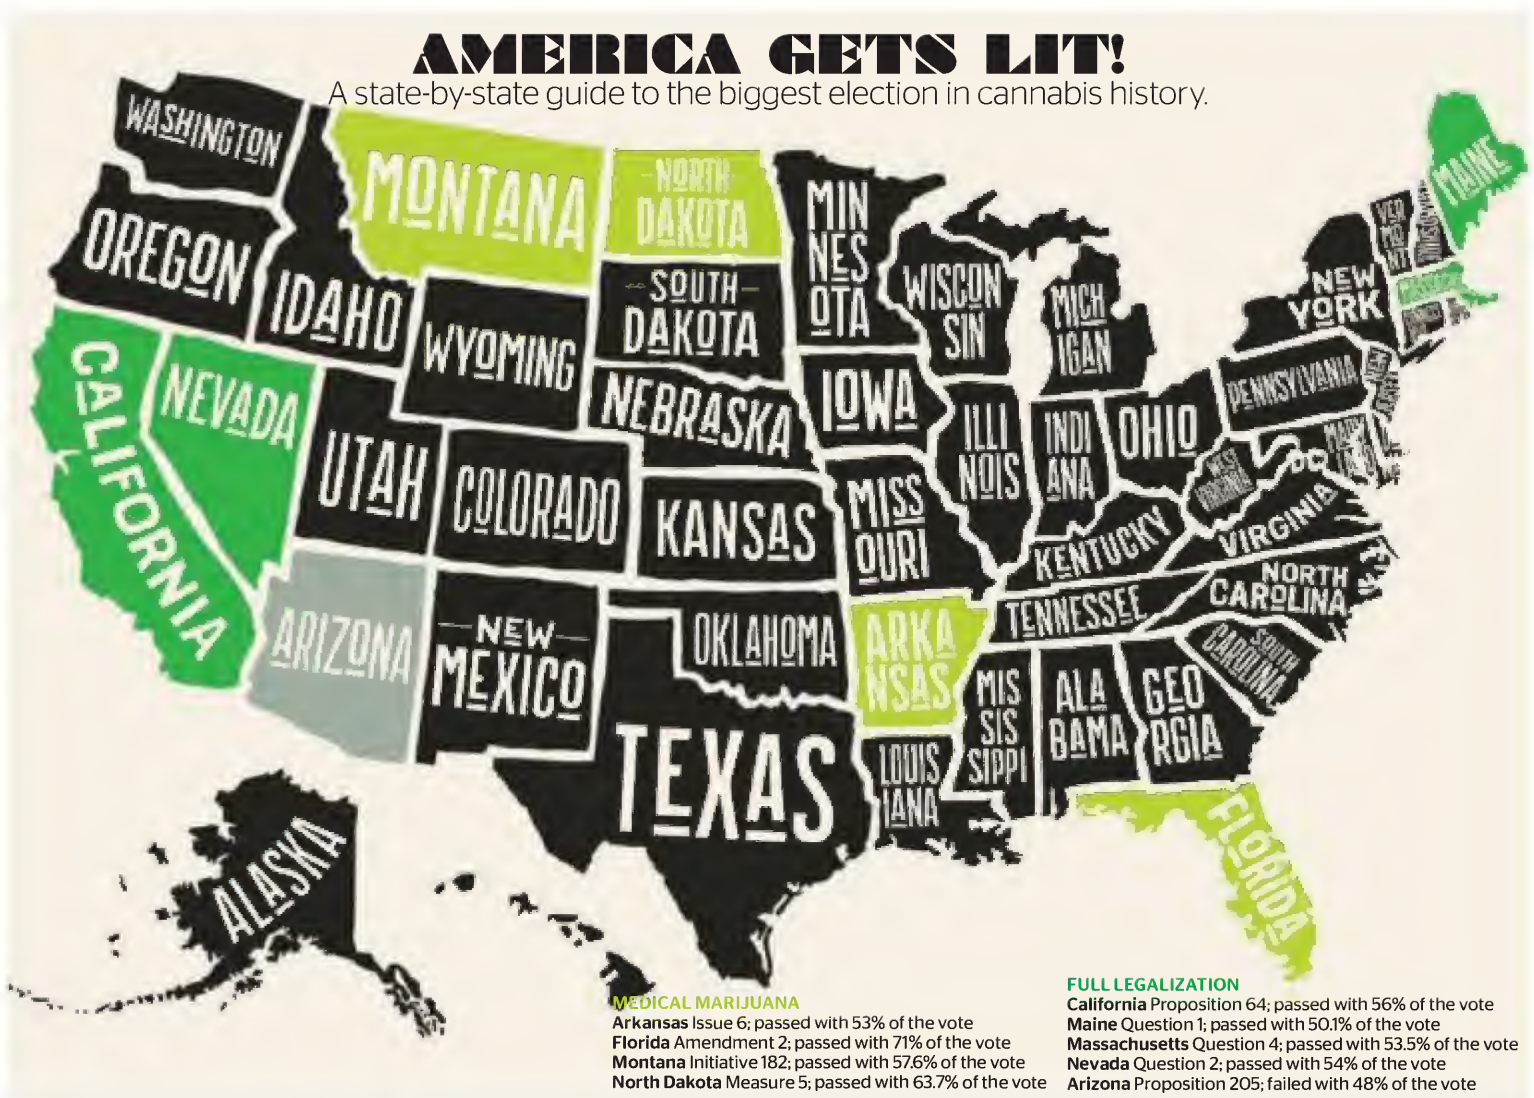 AMERICA GETS LIT!
A state-by-state guide to the biggest election in cannabis history.
WASHINGTON
MONTANA
NORTH
DAKOTA
MIN
NES
OTA
MAINE
VER
MO
NT
OREGON
IDAHO
WYOMING
SOUTH
DAKOTA
WISCON
SIN
MICH
IGAN
NEW
YORK
CALIFORNIA
NEVADA
UTAH
COLORADO
NEBRASKA
IOWA
ILLI
NOIS
INDI
ANA
OHIO
PENNSYLVANIA
NEW
JERSEY
WEST
VIRGINIA
DC
VIRGINIA
KANSAS
MISS
OURI
KENTUCKY
NORTH
CAROLINA
TENNESSEE
SOUTH
CAROLINA
ARIZONA
NEW
MEXICO
OKLAHOMA
ARKA
NSAS
MIS
SIS
SIPPI
ALA
BAMA
GEO
RGIA
TEXAS
LOUIS
IANA
FLORIDA
ALASKA
MEDICAL MARIJUANA
Arkansas Issue 6; passed with 53% of the vote
Florida Amendment 2; passed with 71% of the vote
Montana Initiative 182; passed with 57.6% of the vote
North Dakota Measure 5; passed with 63.7% of the vote
FULL LEGALIZATION
California Proposition 64; passed with 56% of the vote
Maine Question 1; passed with 50.1% of the vote
Massachusetts Question 4; passed with 53.5% of the vote
Nevada Question 2; passed with 54% of the vote
Arizona Proposition 205; failed with 48% of the vote